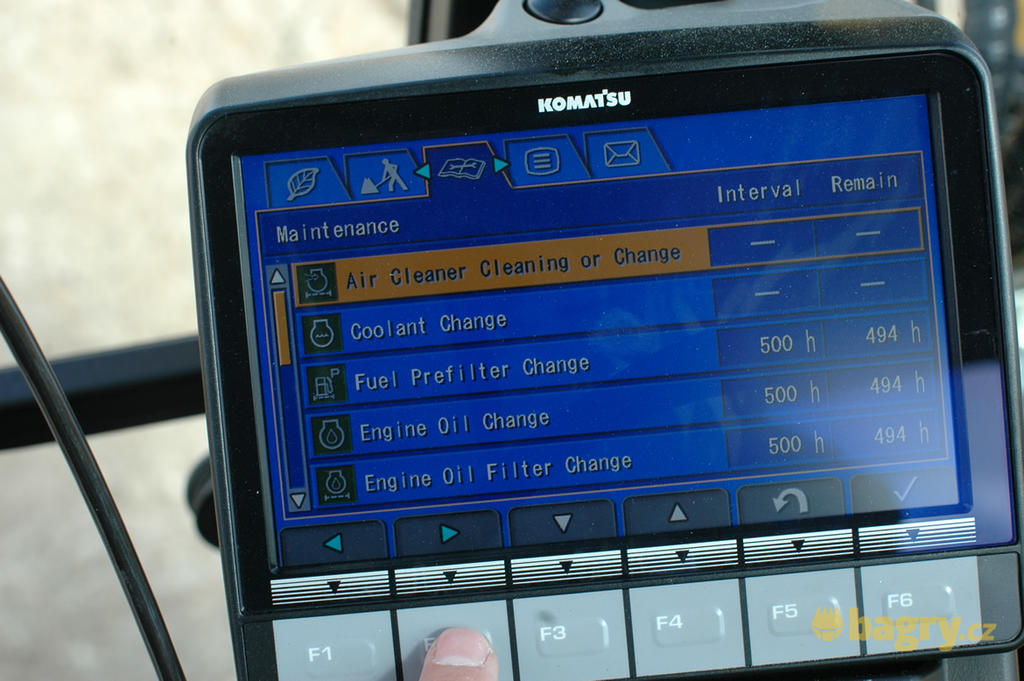 KOMATSU
Interval Remain
Maintenance
Air Cleaner Cleaning or Change — —
Coolant Change — —
Fuel Prefilter Change 500 h 494 h
Engine Oil Change 500 h 494 h
Engine Oil Filter Change 500 h 494 h
F1 F3 F4 F5 F6
bagry.cz